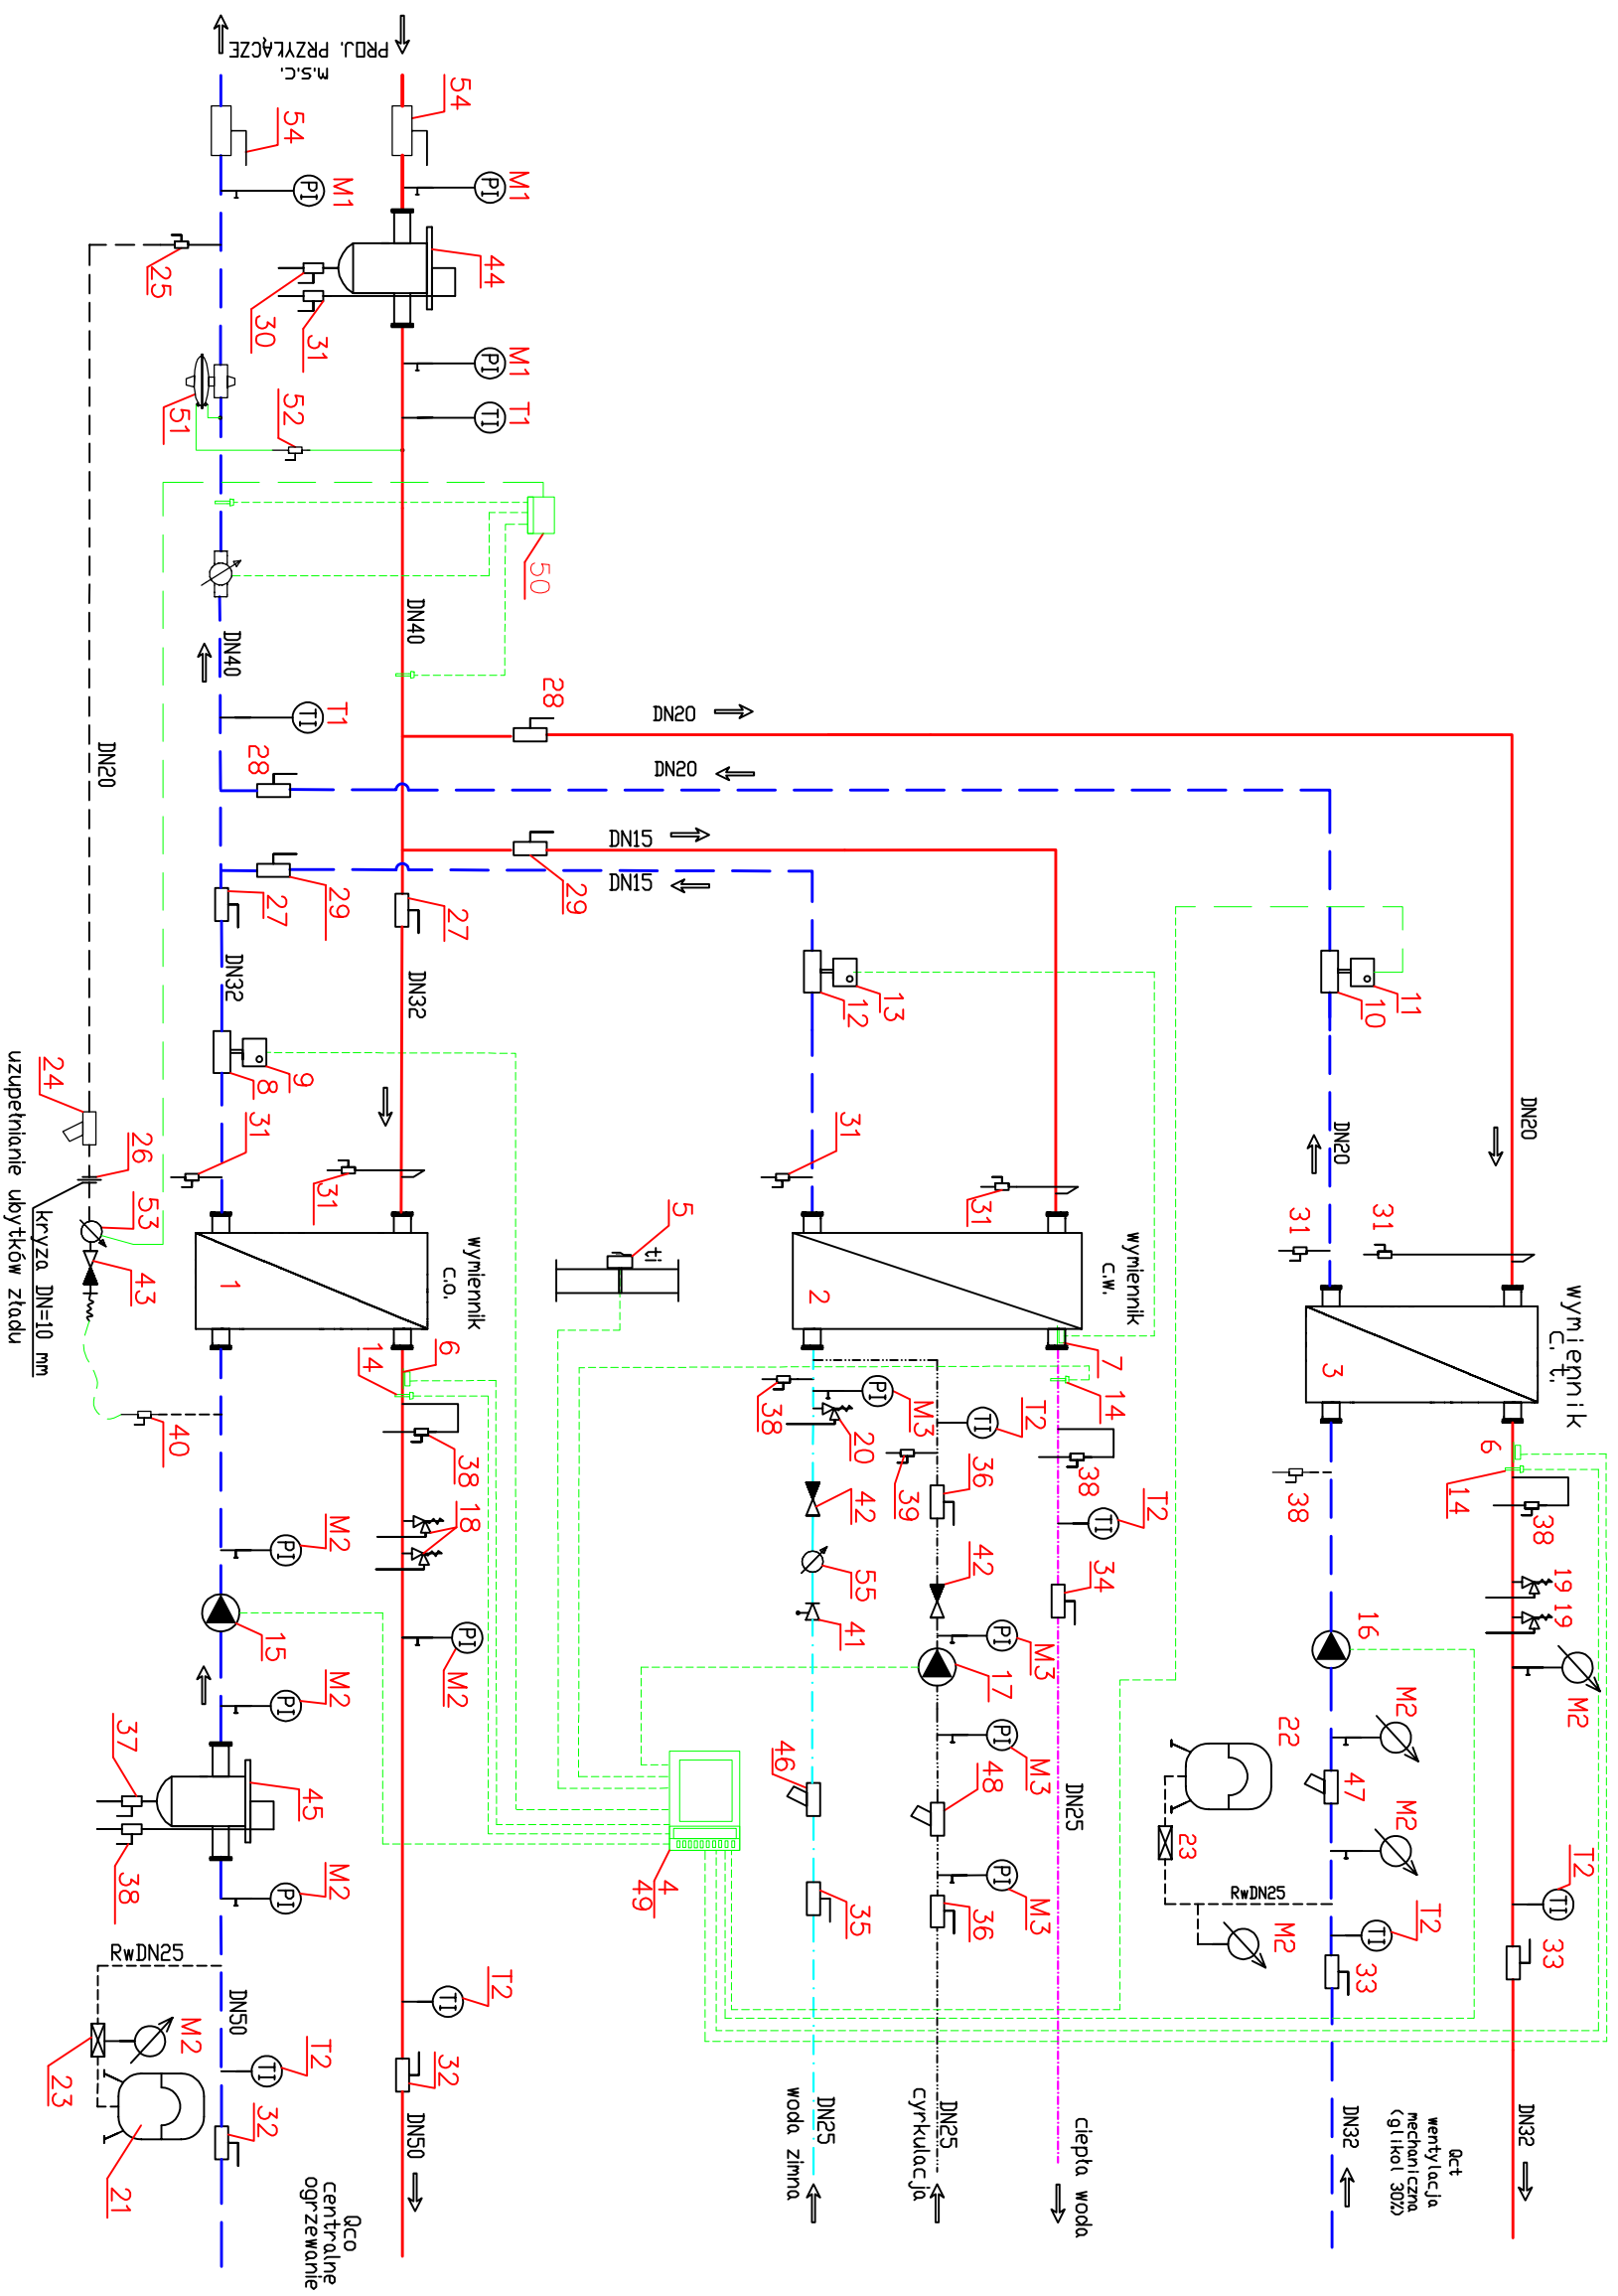 PROJ. PRZYŁĄCZE
M.S.C.
54
54
M1
M1
44
30
31
M1
T1
25
51
52
50
DN40
DN40
T1
DN20
28
28
DN20
DN20
29
29
DN15
DN15
27
27
DN32
DN32
8
9
12
13
10
11
24
26
53
43
kryza DN=10 mm
uzupełnianie ubytków zładu
31
31
31
31
31
31
DN20
DN20
wymiennik
c.o.
1
wymiennik
c.w.
2
wymiennik
c.t.
3
5
ti
6
14
38
18
M2
40
M2
15
M2
37
38
45
M2
RwDN25
DN50
23
M2
21
T2
32
T2
32
DN50
Qco
centralne
ogrzewanie
7
14
38
T2
34
38
M3
20
42
55
41
46
35
T2
39
36
42
M3
17
M3
48
M3
36
DN25
4
49
DN25
woda zimna
DN25
cyrkulacja
ciepła woda
6
14
38
19
19
M2
38
16
M2
47
M2
22
23
RwDN25
M2
T2
33
T2
33
DN32
DN32
Qct
wentylacja
mechaniczna
(glikol 30%)